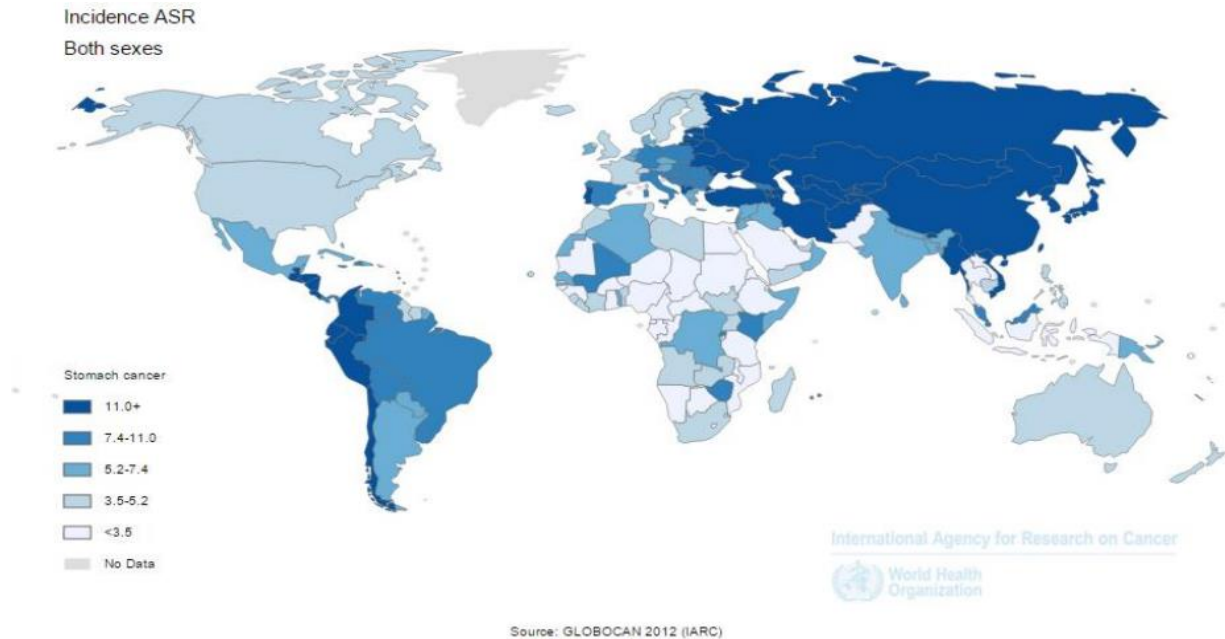 Incidence ASR
Both sexes
Stomach cancer
11.0+
7.4-11.0
5.2-7.4
3.5-5.2
<3.5
No Data
International Agency for Research on Cancer
World Health
Organization
Source: GLOBOCAN 2012 (IARC)